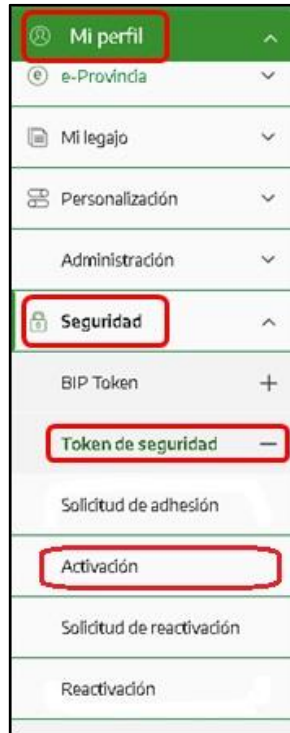 Mi perfil
e-Provincia
Mi legajo
Personalización
Administración
Seguridad
BIP Token
Token de seguridad
Solicitud de adhesión
Activación
Solicitud de reactivación
Reactivación